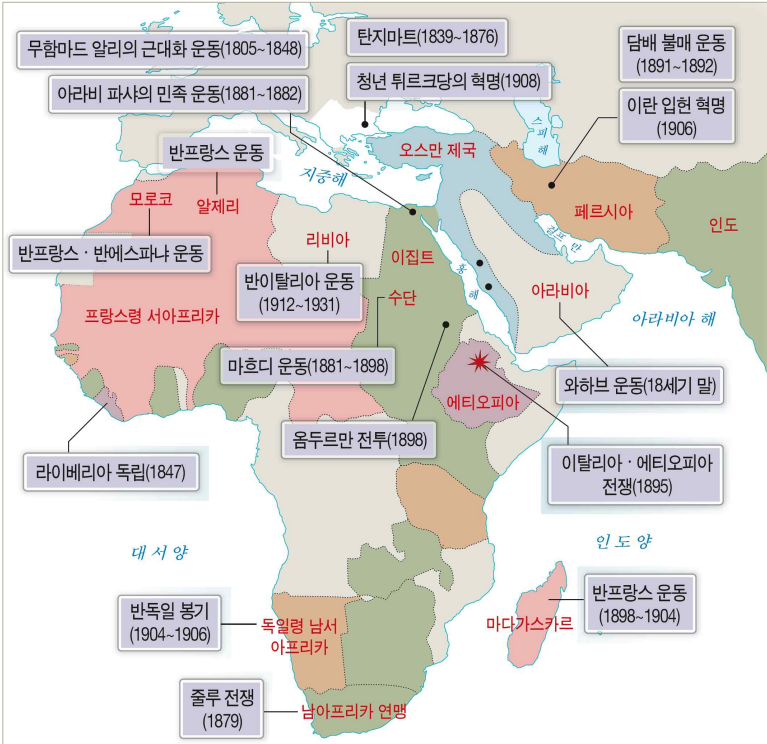 무함마드 알리의 근대화 운동(1805~1848)
탄지마트(1839~1876)
담배 불매 운동
(1891~1892)
아라비 파샤의 민족 운동(1881~1882)
청년 튀르크당의 혁명(1908)
이란 입헌 혁명
(1906)
카스피 해
반프랑스 운동
지중해
오스만 제국
모로코
알제리
페르시아
인도
반프랑스·반에스파냐 운동
리비아
이집트
걸프 만
반이탈리아 운동
(1912~1931)
홍해
수단
아라비아
프랑스령 서아프리카
아라비아 해
마흐디 운동(1881~1898)
와하브 운동(18세기 말)
에티오피아
옴두르만 전투(1898)
라이베리아 독립(1847)
이탈리아·에티오피아
전쟁(1895)
대서양
인도양
반독일 봉기
(1904~1906)
독일령 남서
아프리카
마다가스카르
반프랑스 운동
(1898~1904)
줄루 전쟁
(1879)
남아프리카 연맹